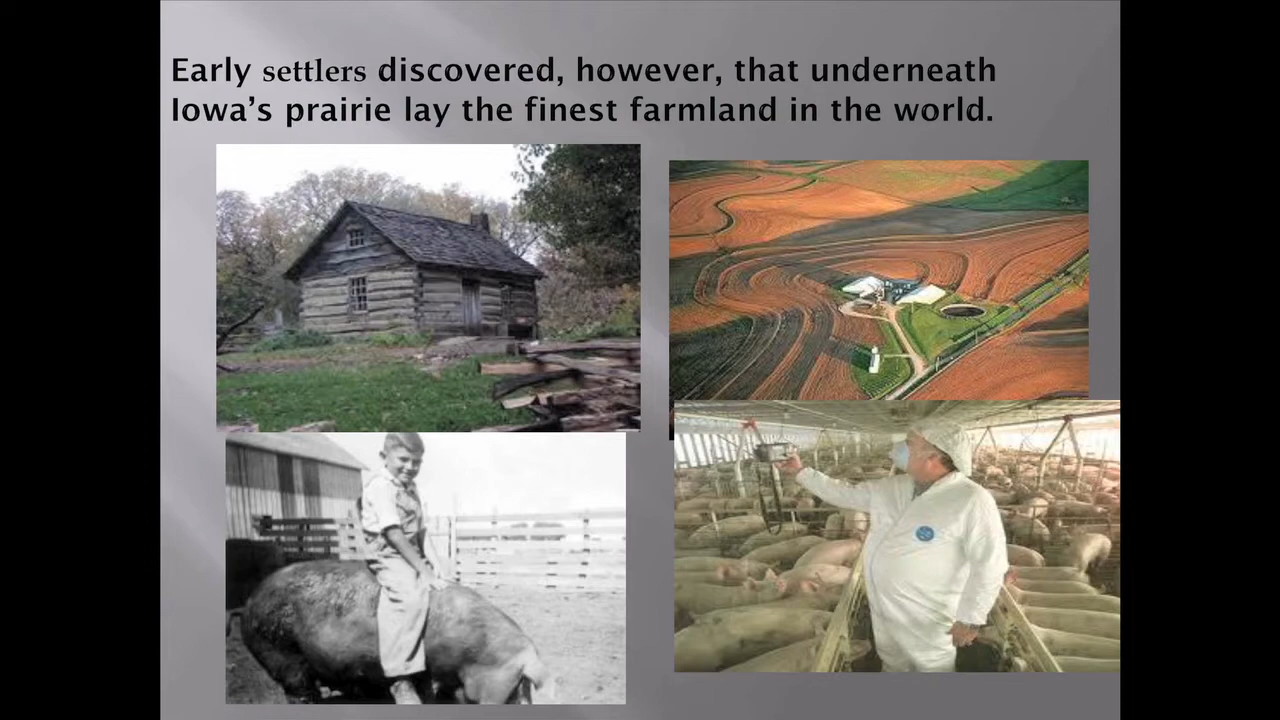 Early settlers discovered, however, that underneath
Iowa's prairie lay the finest farmland in the world.